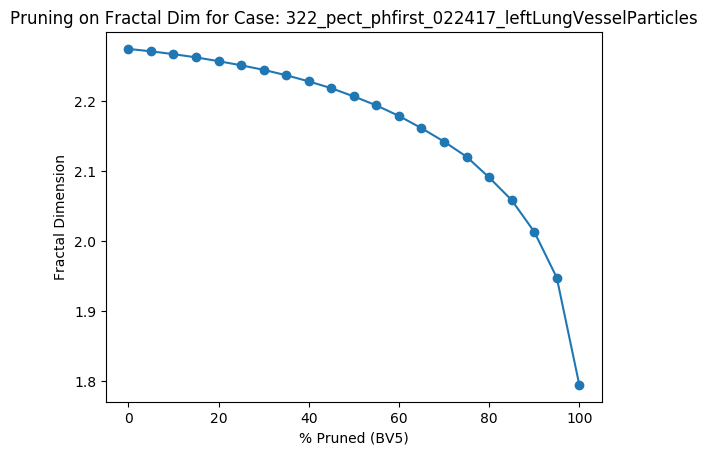 Pruning on Fractal Dim for Case: 322_pect_phfirst_022417_leftLungVesselParticles
Fractal Dimension
2.2
2.1
2.0
1.9
1.8
0 20 40 60 80 100
% Pruned (BV5)